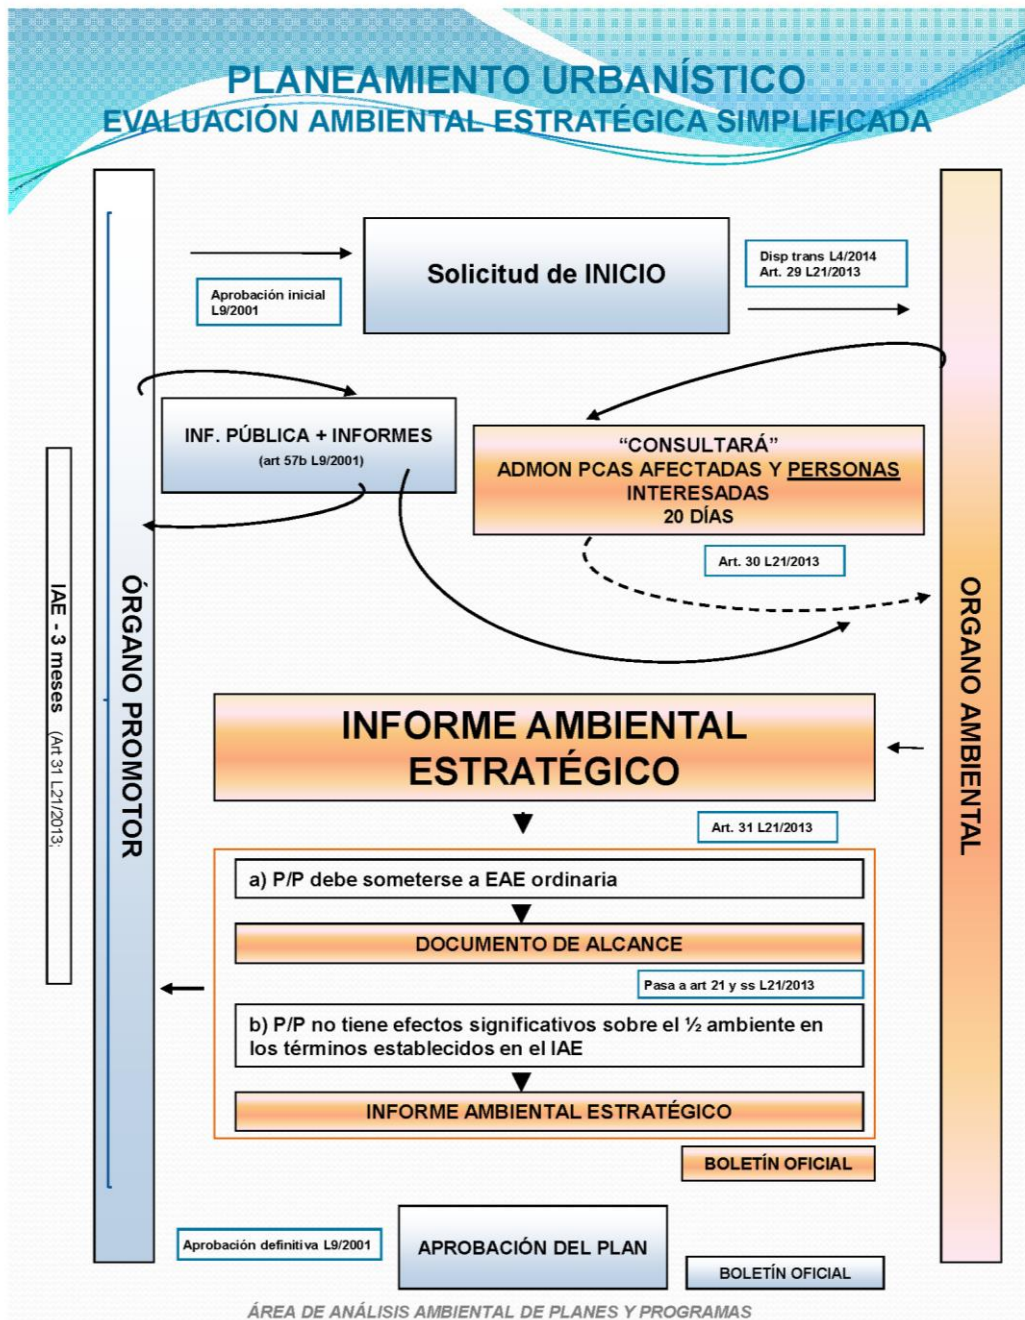 PLANEAMIENTO URBANÍSTICO
EVALUACIÓN AMBIENTAL ESTRATÉGICA SIMPLIFICADA
Solicitud de INICIO
Disp trans L4/2014
Art. 29 L21/2013
Aprobación inicial
L9/2001
INF. PÚBLICA + INFORMES
(art 57b L9/2001)
“CONSULTARÁ”
ADMON PCAS AFECTADAS Y PERSONAS
INTERESADAS
20 DÍAS
Art. 30 L21/2013
IAE - 3 meses (Art 31 L21/2013;
ÓRGANO PROMOTOR
ORGANO AMBIENTAL
INFORME AMBIENTAL
ESTRATÉGICO
Art. 31 L21/2013
a) P/P debe someterse a EAE ordinaria
DOCUMENTO DE ALCANCE
Pasa a art 21 y ss L21/2013
b) P/P no tiene efectos significativos sobre el ½ ambiente en
los términos establecidos en el IAE
INFORME AMBIENTAL ESTRATÉGICO
BOLETÍN OFICIAL
Aprobación definitiva L9/2001
APROBACIÓN DEL PLAN
BOLETÍN OFICIAL
ÁREA DE ANÁLISIS AMBIENTAL DE PLANES Y PROGRAMAS